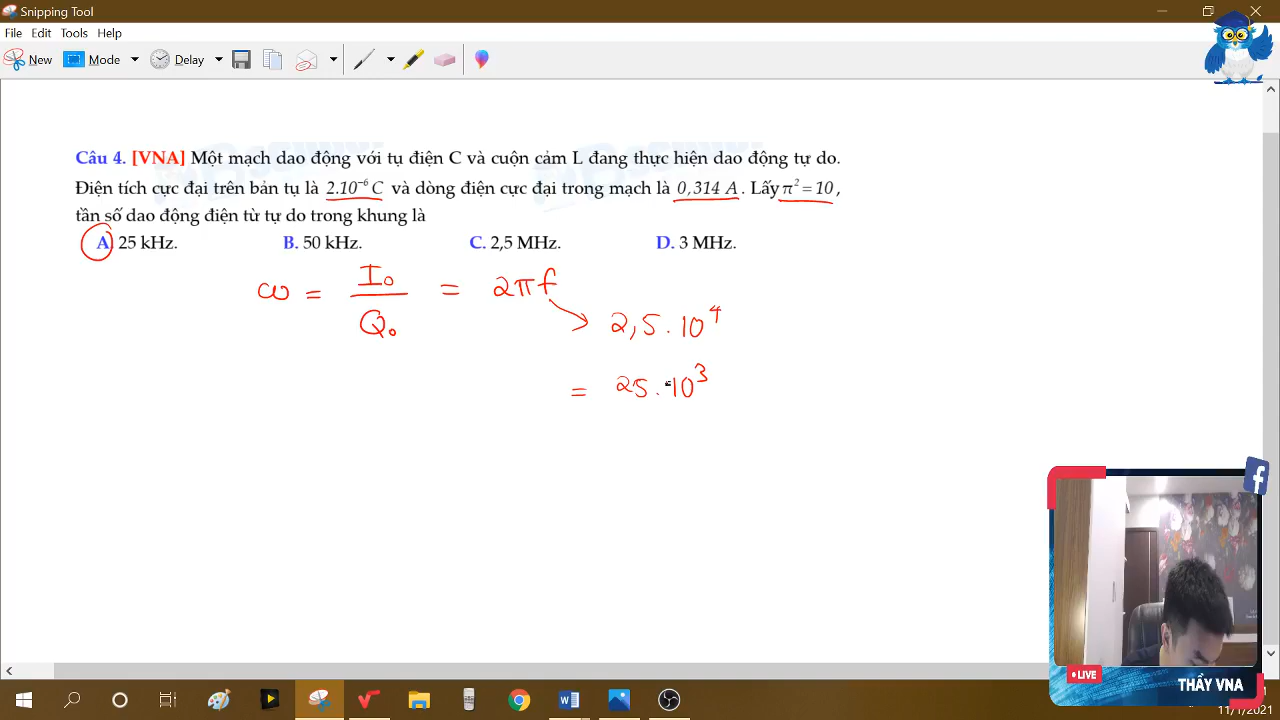 Snipping Tool
File Edit Tools Help
New Mode Delay
Câu 4. [VNA] Một mạch dao động với tụ điện C và cuộn cảm L đang thực hiện dao động tự do.
Điện tích cực đại trên bản tụ là 2.10⁻⁶ C và dòng điện cực đại trong mạch là 0,314 A. Lấy π² = 10,
tần số dao động điện từ tự do trong khung là
A 25 kHz. B. 50 kHz. C. 2,5 MHz. D. 3 MHz.
ω = I₀ / Q₀ = 2πf
2,5 . 10⁴
= 25 . 10³
LIVE
THẦY VNA
11/1/2021